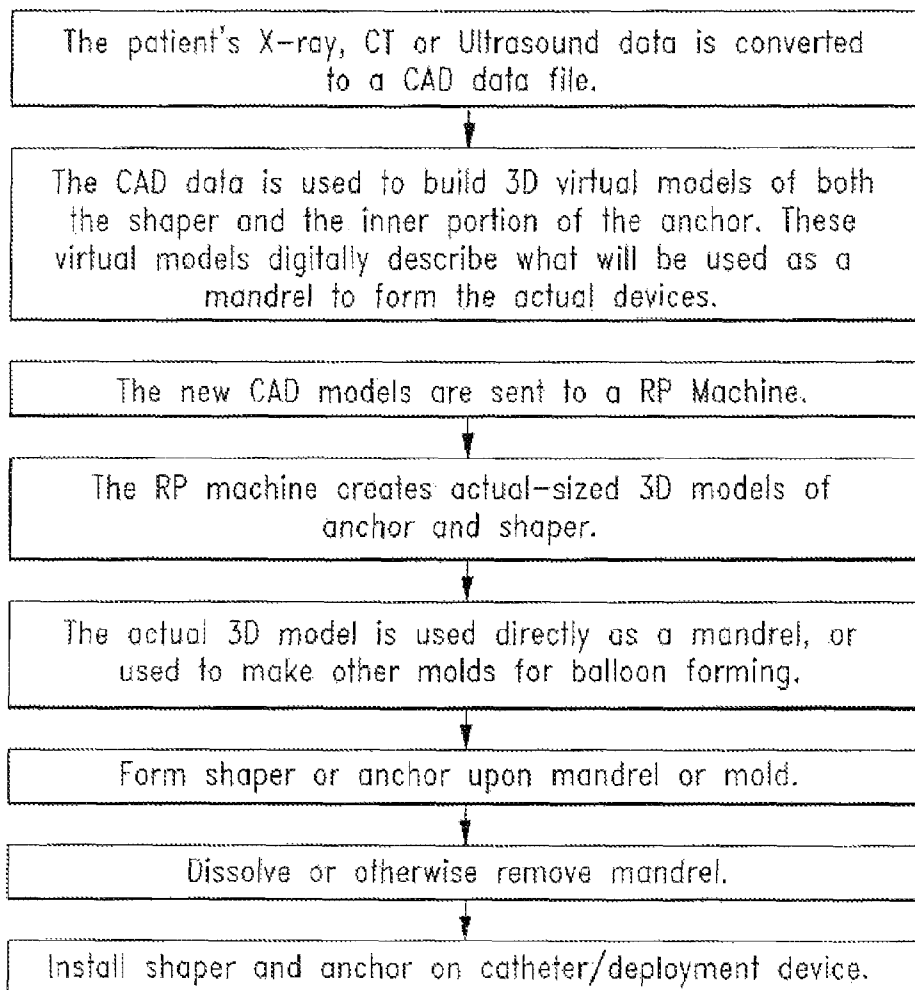 The patient's X-ray, CT or Ultrasound data is converted
to a CAD data file.
The CAD data is used to build 3D virtual models of both
the shaper and the inner portion of the anchor. These
virtual models digitally describe what will be used as a
mandrel to form the actual devices.
The new CAD models are sent to a RP Machine.
The RP machine creates actual-sized 3D models of
anchor and shaper.
The actual 3D model is used directly as a mandrel, or
used to make other molds for balloon forming.
Form shaper or anchor upon mandrel or mold.
Dissolve or otherwise remove mandrel.
Install shaper and anchor on catheter/deployment device.